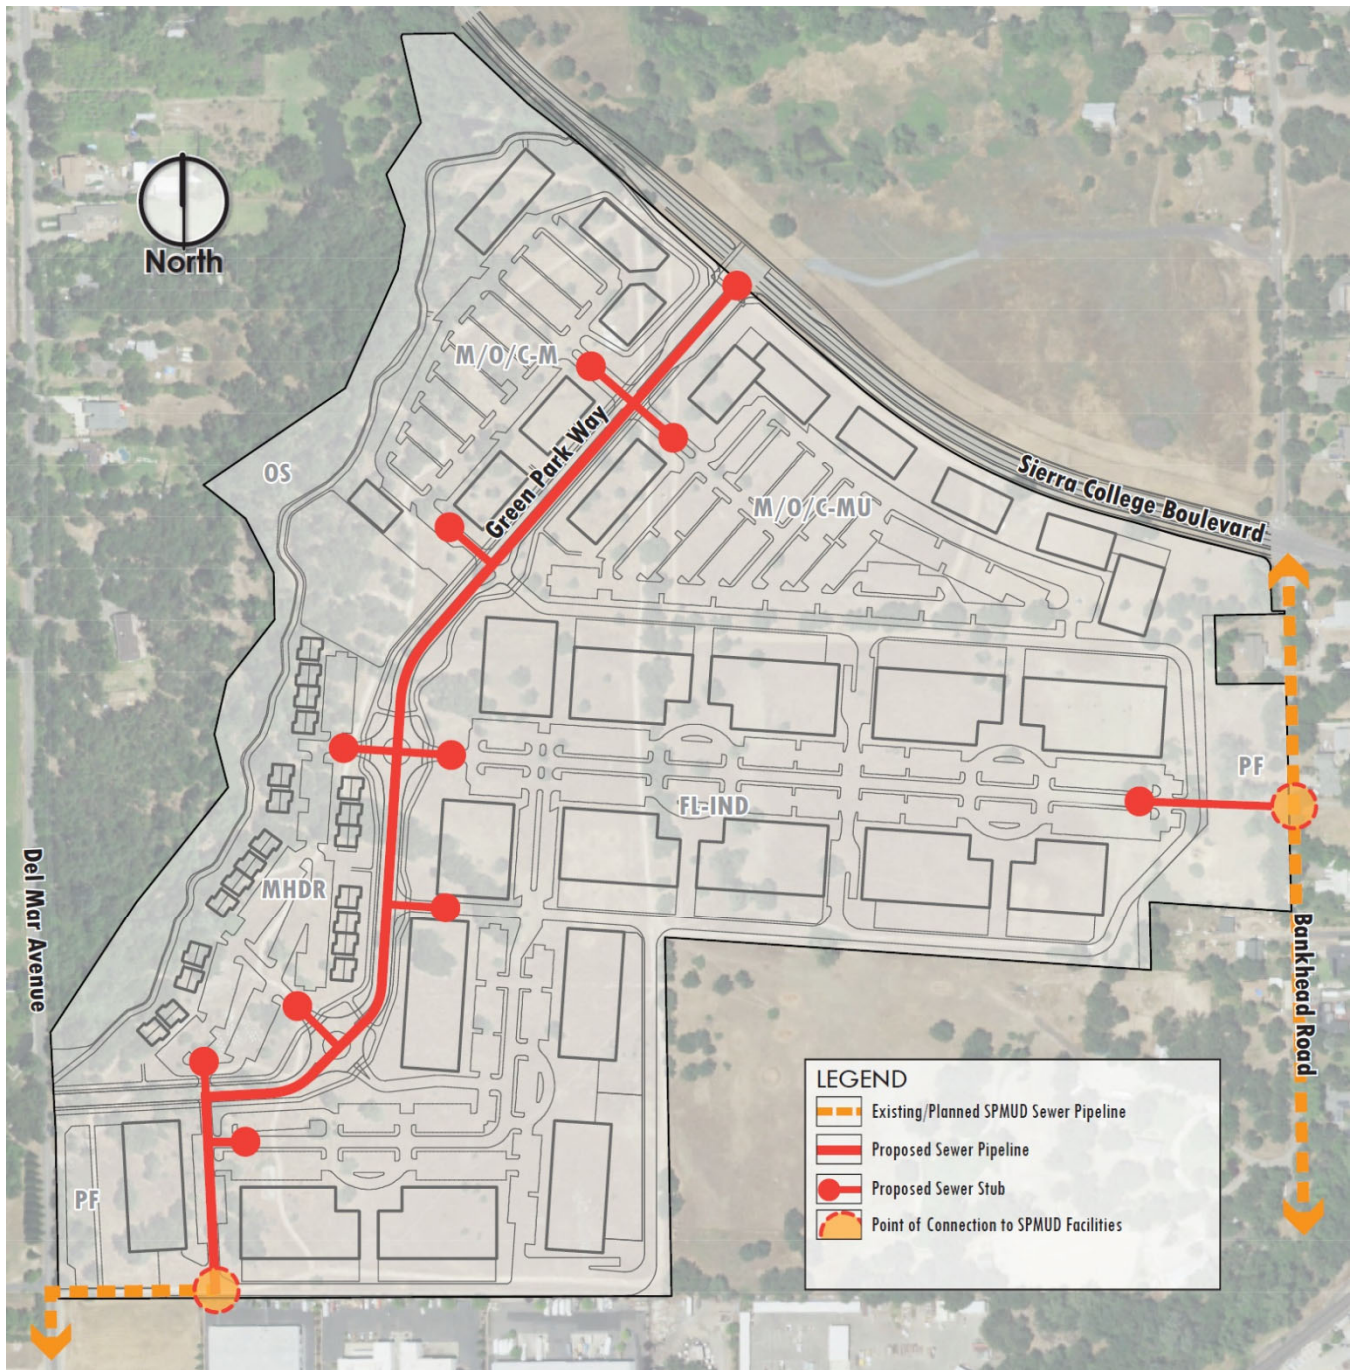 North
M/O/C-M
Green Park Way
OS
M/O/C-MU
Sierra College Boulevard
PF
FL-IND
MHDR
Del Mar Avenue
Bankhead Road
PF
LEGEND
Existing/Planned SPMUD Sewer Pipeline
Proposed Sewer Pipeline
Proposed Sewer Stub
Point of Connection to SPMUD Facilities